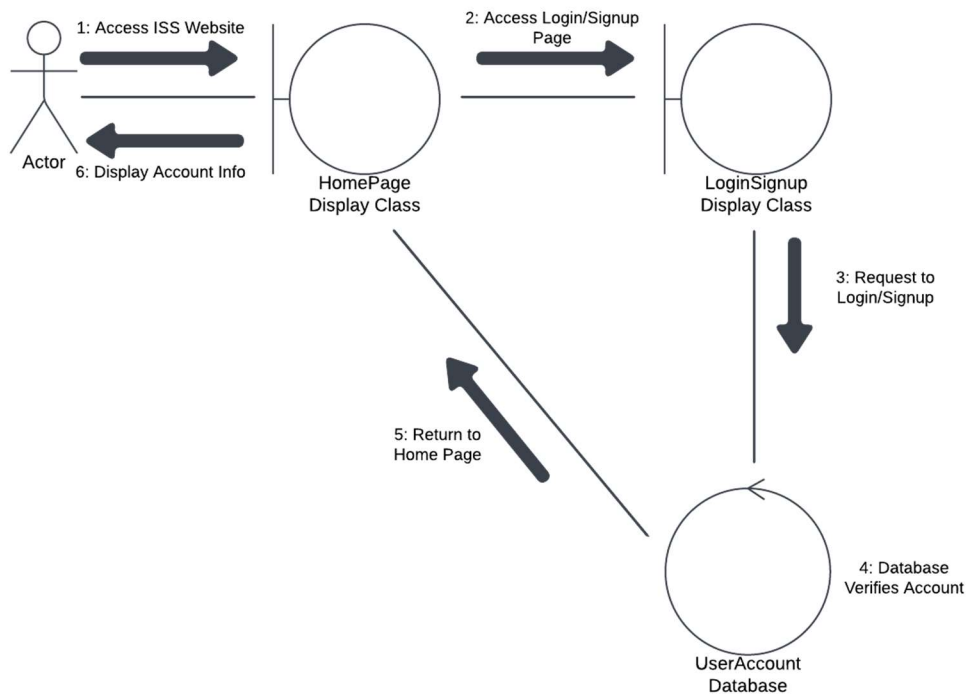 1: Access ISS Website
2: Access Login/Signup
Page
Actor
6: Display Account Info
HomePage
Display Class
LoginSignup
Display Class
3: Request to
Login/Signup
5: Return to
Home Page
4: Database
Verifies Account
UserAccount
Database